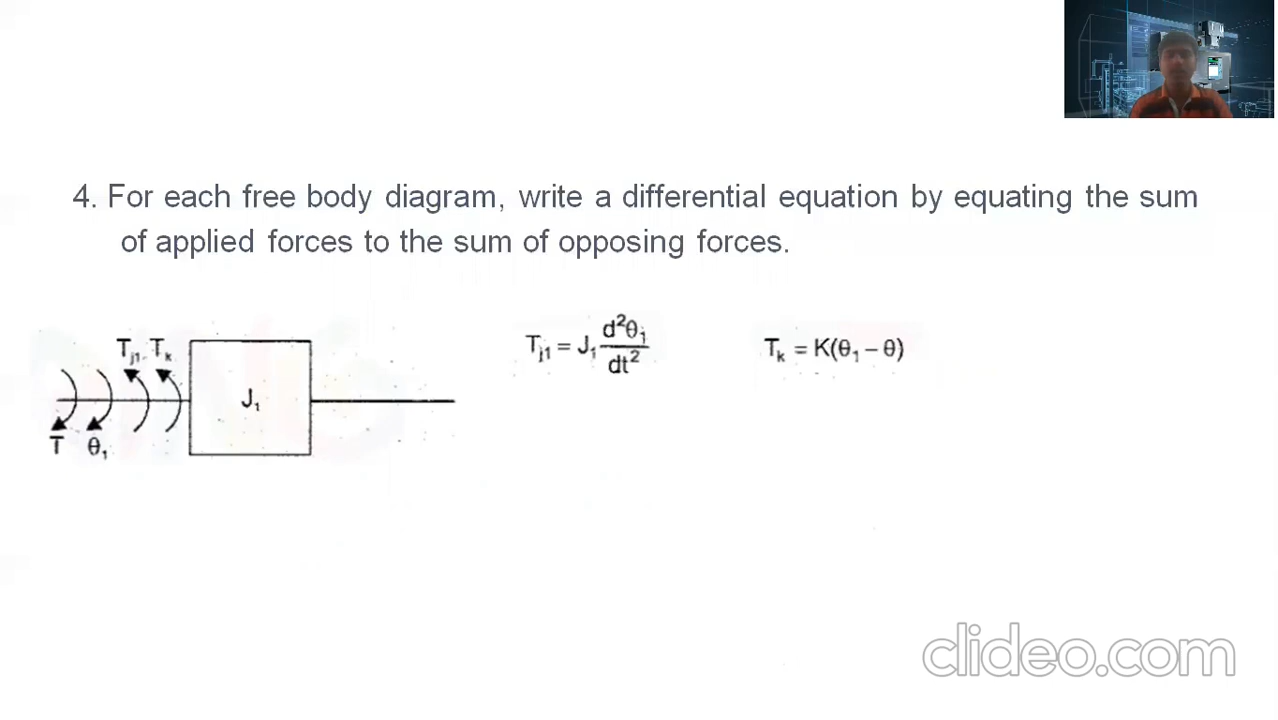 4. For each free body diagram, write a differential equation by equating the sum
of applied forces to the sum of opposing forces.
Tj1 Tk
T θ1
J1
Tj1 = J1 d²θ1/dt²
Tk = K(θ1 – θ)
clideo.com